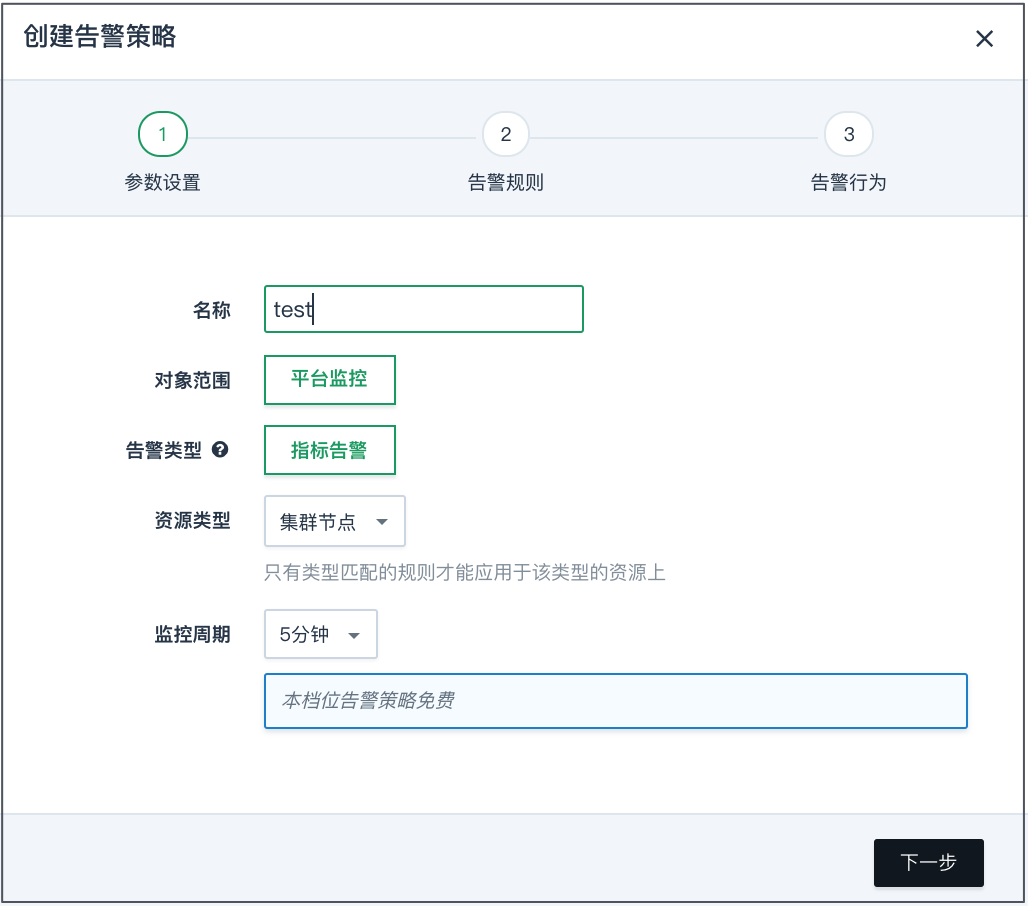 创建告警策略
1
2
3
参数设置
告警规则
告警行为
名称
test
对象范围
平台监控
告警类型
指标告警
资源类型
集群节点
只有类型匹配的规则才能应用于该类型的资源上
监控周期
5分钟
本档位告警策略免费
下一步